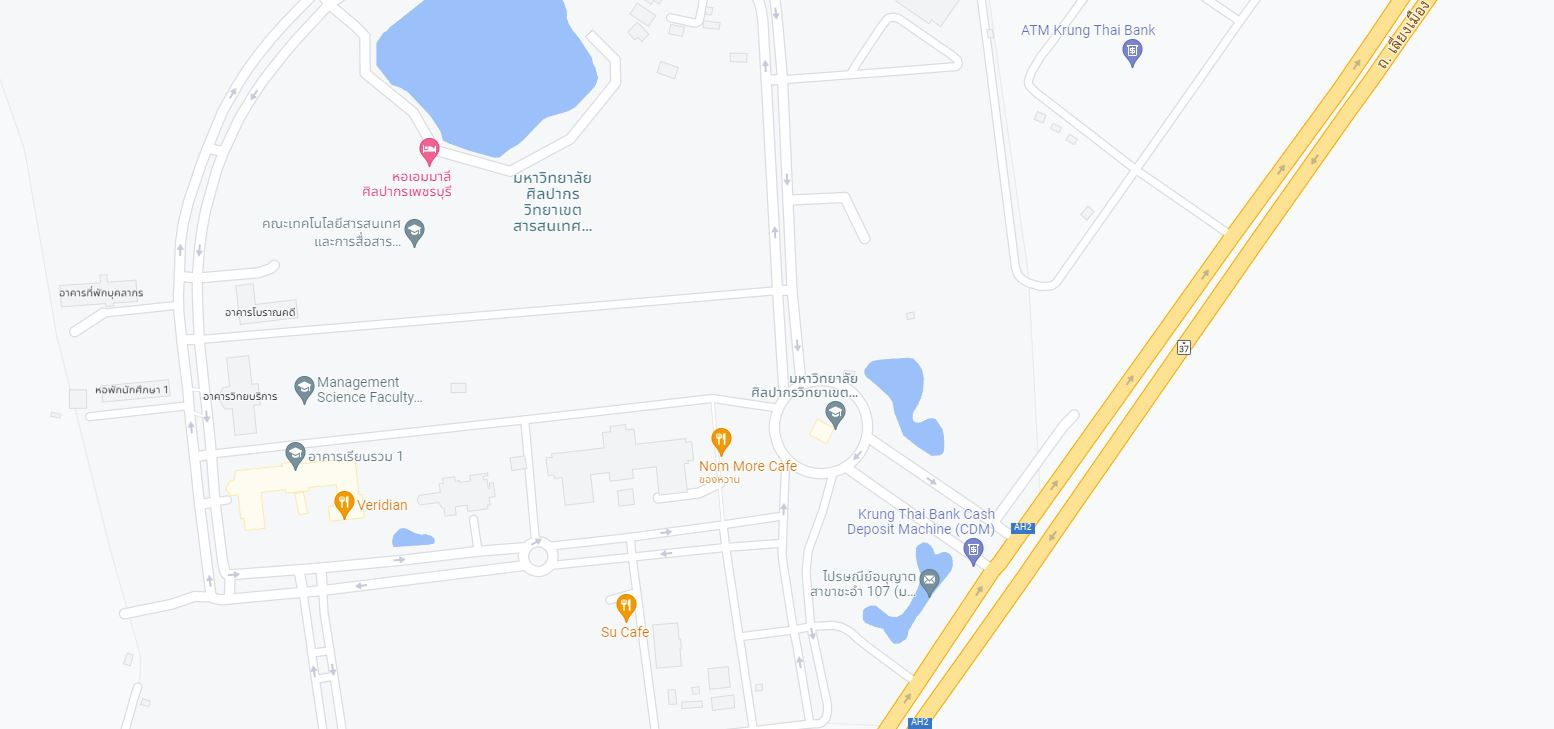 ATM Krung Thai Bank
ถ. เลี่ยงเมือง
หอเอมมาลี
ศิลปากรเพชรบุรี
มหาวิทยาลัย
ศิลปากร
วิทยาเขต
สารสนเทศ...
คณะเทคโนโลยีสารสนเทศ
และการสื่อสาร...
อาคารที่พักบุคลากร
อาคารโบราณคดี
37
หอพักนักศึกษา 1
อาคารวิทยบริการ
Management
Science Faculty...
มหาวิทยาลัย
ศิลปากรวิทยาเขต...
อาคารเรียนรวม 1
Nom More Cafe
ของหวาน
Veridian
Krung Thai Bank Cash
Deposit Machine (CDM)
AH2
ไปรษณีย์อนุญาต
สาขาชะอำ 107 (ม...
Su Cafe
AH2